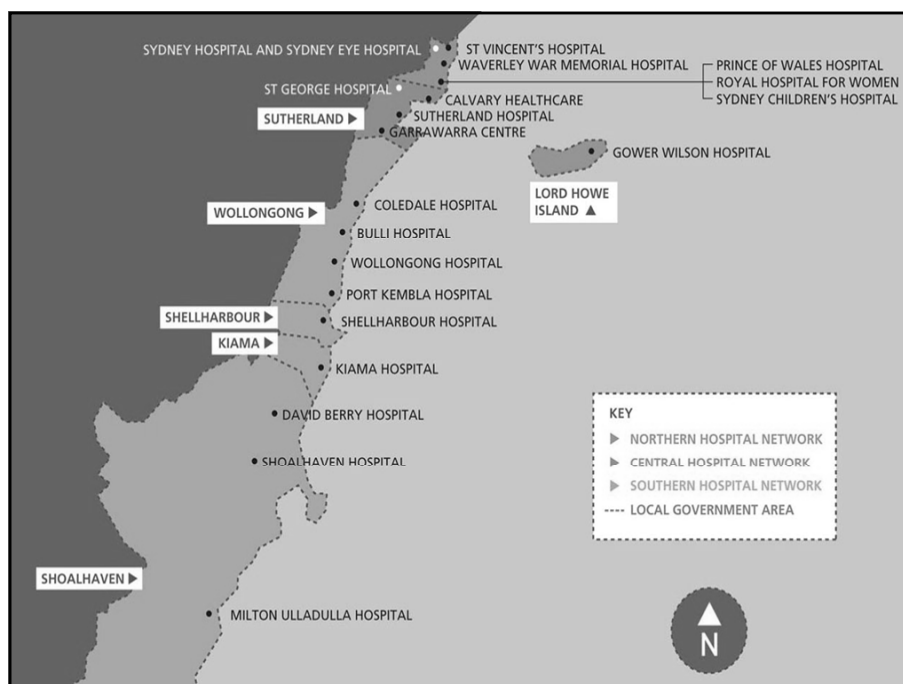 SYDNEY HOSPITAL AND SYDNEY EYE HOSPITAL
ST VINCENT'S HOSPITAL
WAVERLEY WAR MEMORIAL HOSPITAL
PRINCE OF WALES HOSPITAL
ROYAL HOSPITAL FOR WOMEN
SYDNEY CHILDREN'S HOSPITAL
ST GEORGE HOSPITAL
CALVARY HEALTHCARE
SUTHERLAND
SUTHERLAND HOSPITAL
GARRAWARRA CENTRE
GOWER WILSON HOSPITAL
LORD HOWE
ISLAND
COLEDALE HOSPITAL
WOLLONGONG
BULLI HOSPITAL
WOLLONGONG HOSPITAL
PORT KEMBLA HOSPITAL
SHELLHARBOUR
SHELLHARBOUR HOSPITAL
KIAMA
KIAMA HOSPITAL
DAVID BERRY HOSPITAL
SHOALHAVEN HOSPITAL
SHOALHAVEN
MILTON ULLADULLA HOSPITAL
KEY
NORTHERN HOSPITAL NETWORK
CENTRAL HOSPITAL NETWORK
SOUTHERN HOSPITAL NETWORK
LOCAL GOVERNMENT AREA
N